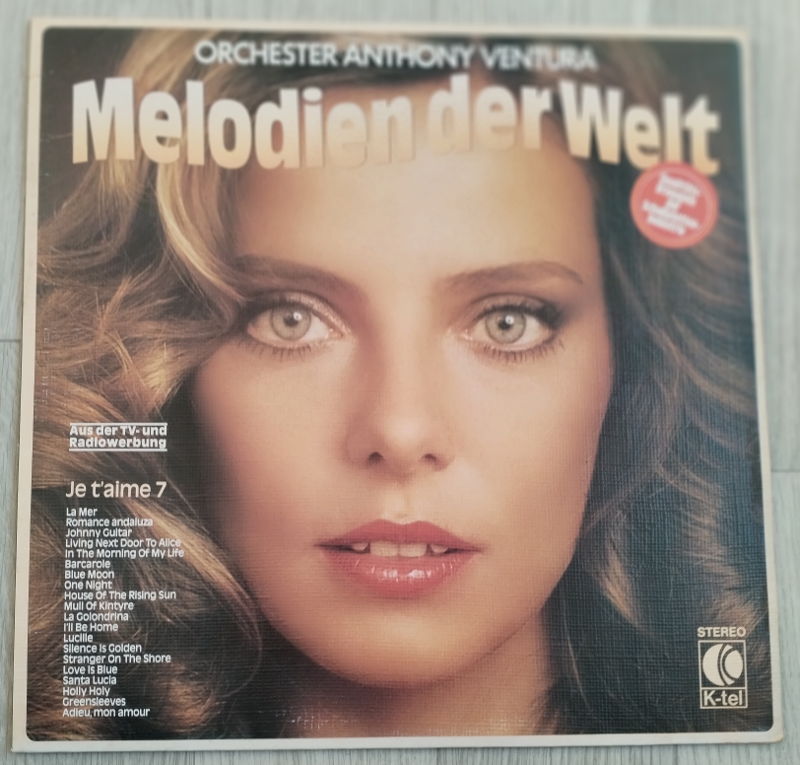 ORCHESTER ANTHONY VENTURA
Melodien der Welt
Aus der TV- und
Radiowerbung
Je t'aime 7
La Mer
Romance andaluza
Johnny Guitar
Living Next Door To Alice
In The Morning Of My Life
Barcarole
Blue Moon
One Night
House Of The Rising Sun
Mull Of Kintyre
La Golondrina
I'll Be Home
Lucille
Silence Is Golden
Stranger On The Shore
Love Is Blue
Santa Lucia
Holly Holy
Greensleeves
Adieu, mon amour
STEREO
K-tel